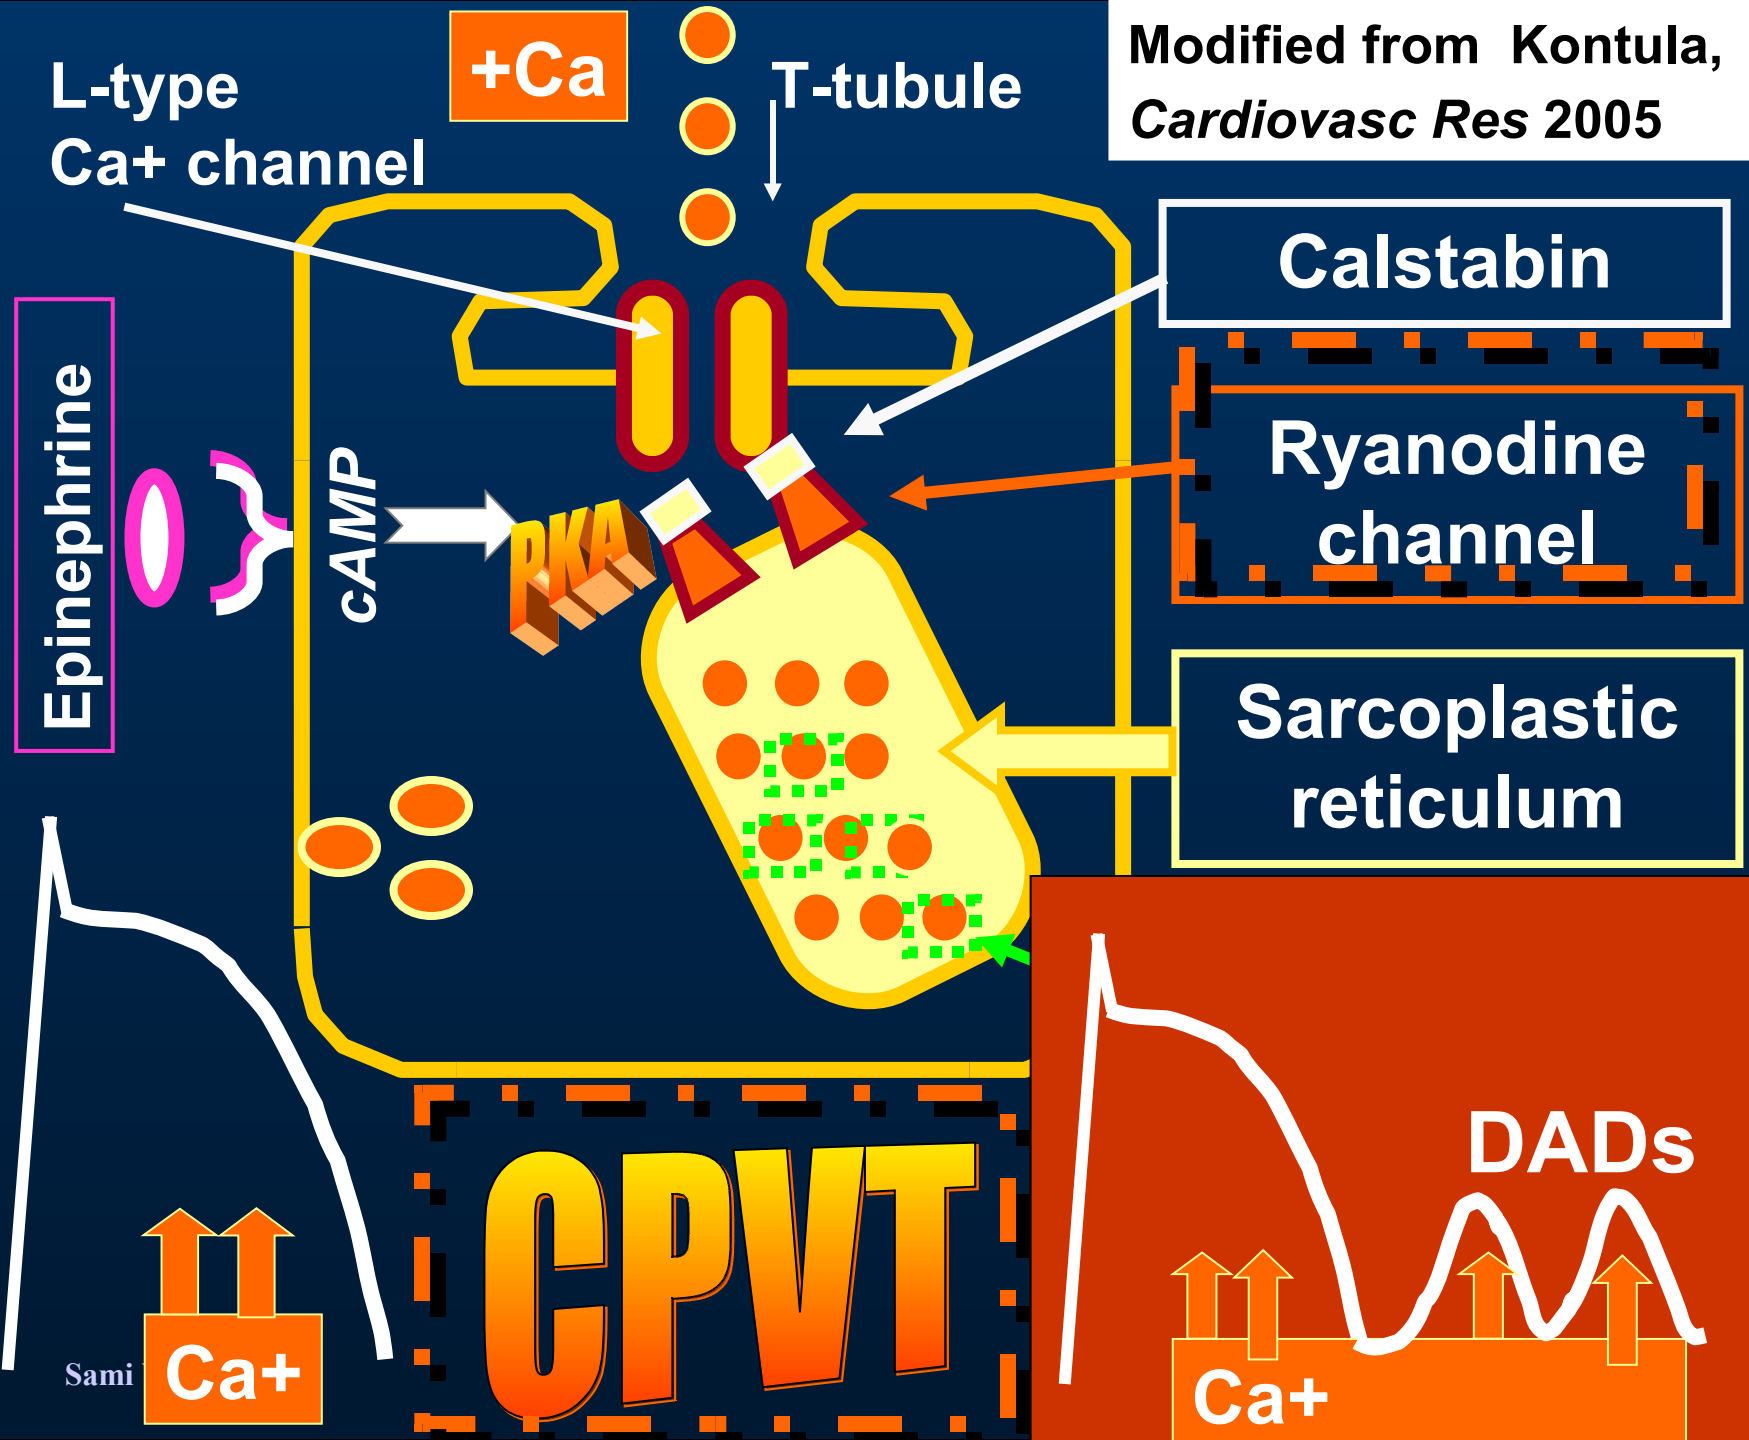 +Ca
L-type
Ca+ channel
T-tubule
Modified from Kontula,
Cardiovasc Res 2005
Calstabin
Ryanodine
channel
Epinephrine
cAMP
PKA
Sarcoplastic
reticulum
DADs
CPVT
Sami
Ca+
Ca+